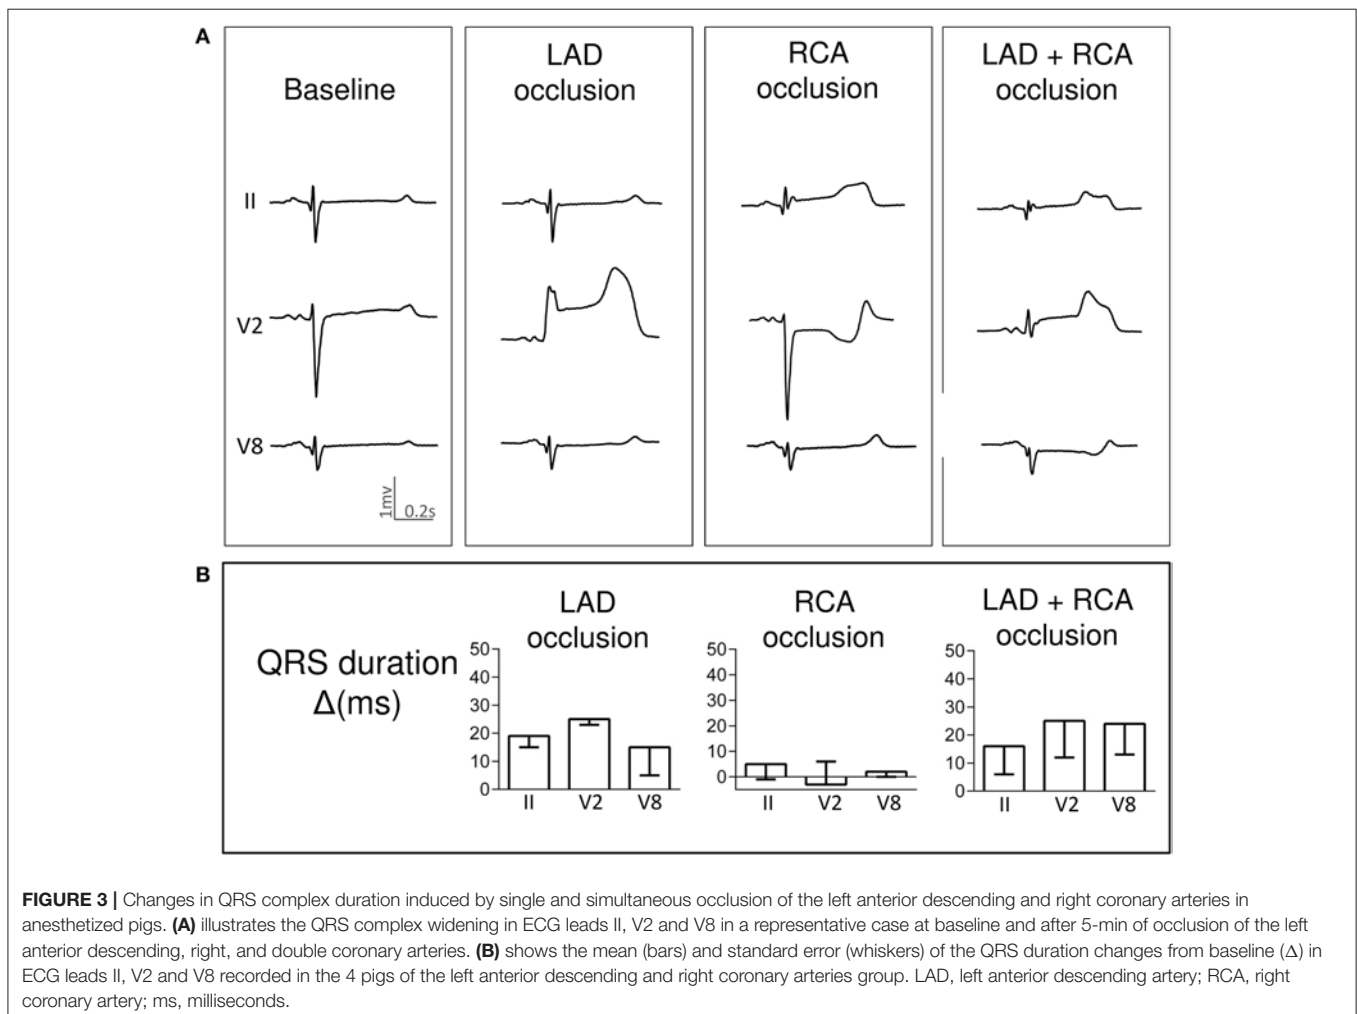 A
Baseline
LAD
occlusion
RCA
occlusion
LAD + RCA
occlusion
II
V2
V8
1mv
0.2s
B
QRS duration
Δ(ms)
LAD
occlusion
50
40
30
20
10
0
II V2 V8
RCA
occlusion
50
40
30
20
10
0
II V2 V8
LAD + RCA
occlusion
50
40
30
20
10
0
II V2 V8
FIGURE 3 | Changes in QRS complex duration induced by single and simultaneous occlusion of the left anterior descending and right coronary arteries in
anesthetized pigs. (A) illustrates the QRS complex widening in ECG leads II, V2 and V8 in a representative case at baseline and after 5-min of occlusion of the left
anterior descending, right, and double coronary arteries. (B) shows the mean (bars) and standard error (whiskers) of the QRS duration changes from baseline (Δ) in
ECG leads II, V2 and V8 recorded in the 4 pigs of the left anterior descending and right coronary arteries group. LAD, left anterior descending artery; RCA, right
coronary artery; ms, milliseconds.